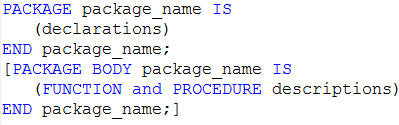 PACKAGE package_name IS
(declarations)
END package_name;
[PACKAGE BODY package_name IS
(FUNCTION and PROCEDURE descriptions)
END package_name;]